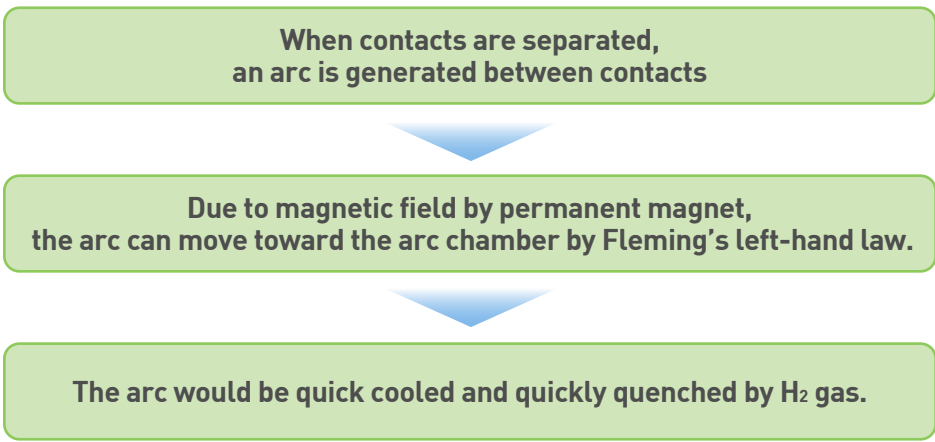 When contacts are separated,
an arc is generated between contacts
Due to magnetic field by permanent magnet,
the arc can move toward the arc chamber by Fleming’s left-hand law.
The arc would be quick cooled and quickly quenched by H₂ gas.